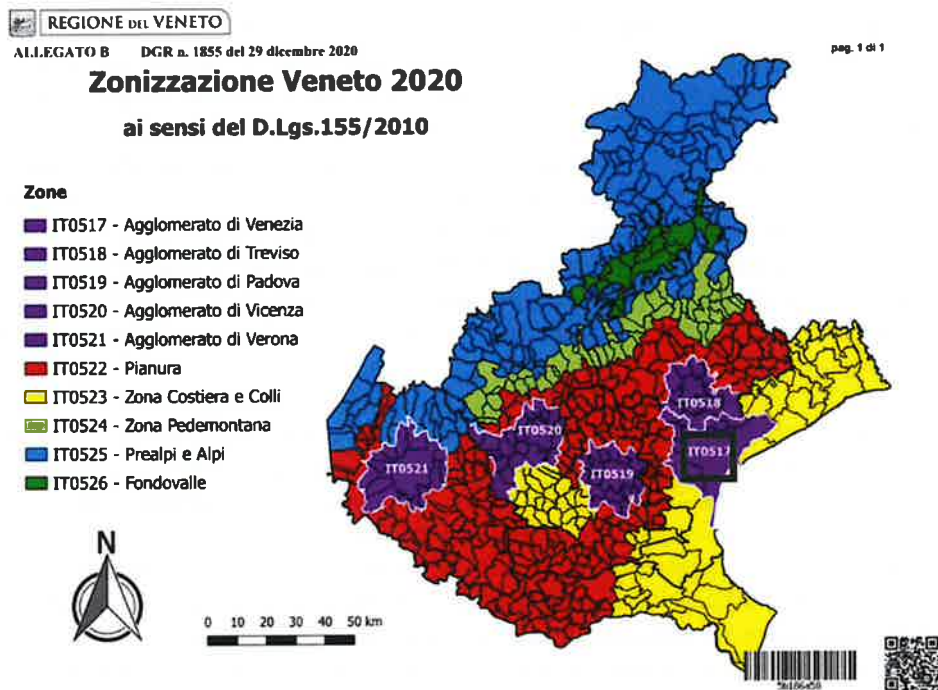 REGIONE DEL VENETO
ALLEGATO B DGR n. 1855 del 29 dicembre 2020
pag. 1 di 1
Zonizzazione Veneto 2020
ai sensi del D.Lgs.155/2010
Zone
IT0517 - Agglomerato di Venezia
IT0518 - Agglomerato di Treviso
IT0519 - Agglomerato di Padova
IT0520 - Agglomerato di Vicenza
IT0521 - Agglomerato di Verona
IT0522 - Pianura
IT0523 - Zona Costiera e Colli
IT0524 - Zona Pedemontana
IT0525 - Prealpi e Alpi
IT0526 - Fondovalle
IT0518
IT0520
IT0517
IT0521
IT0519
N
0 10 20 30 40 50 km